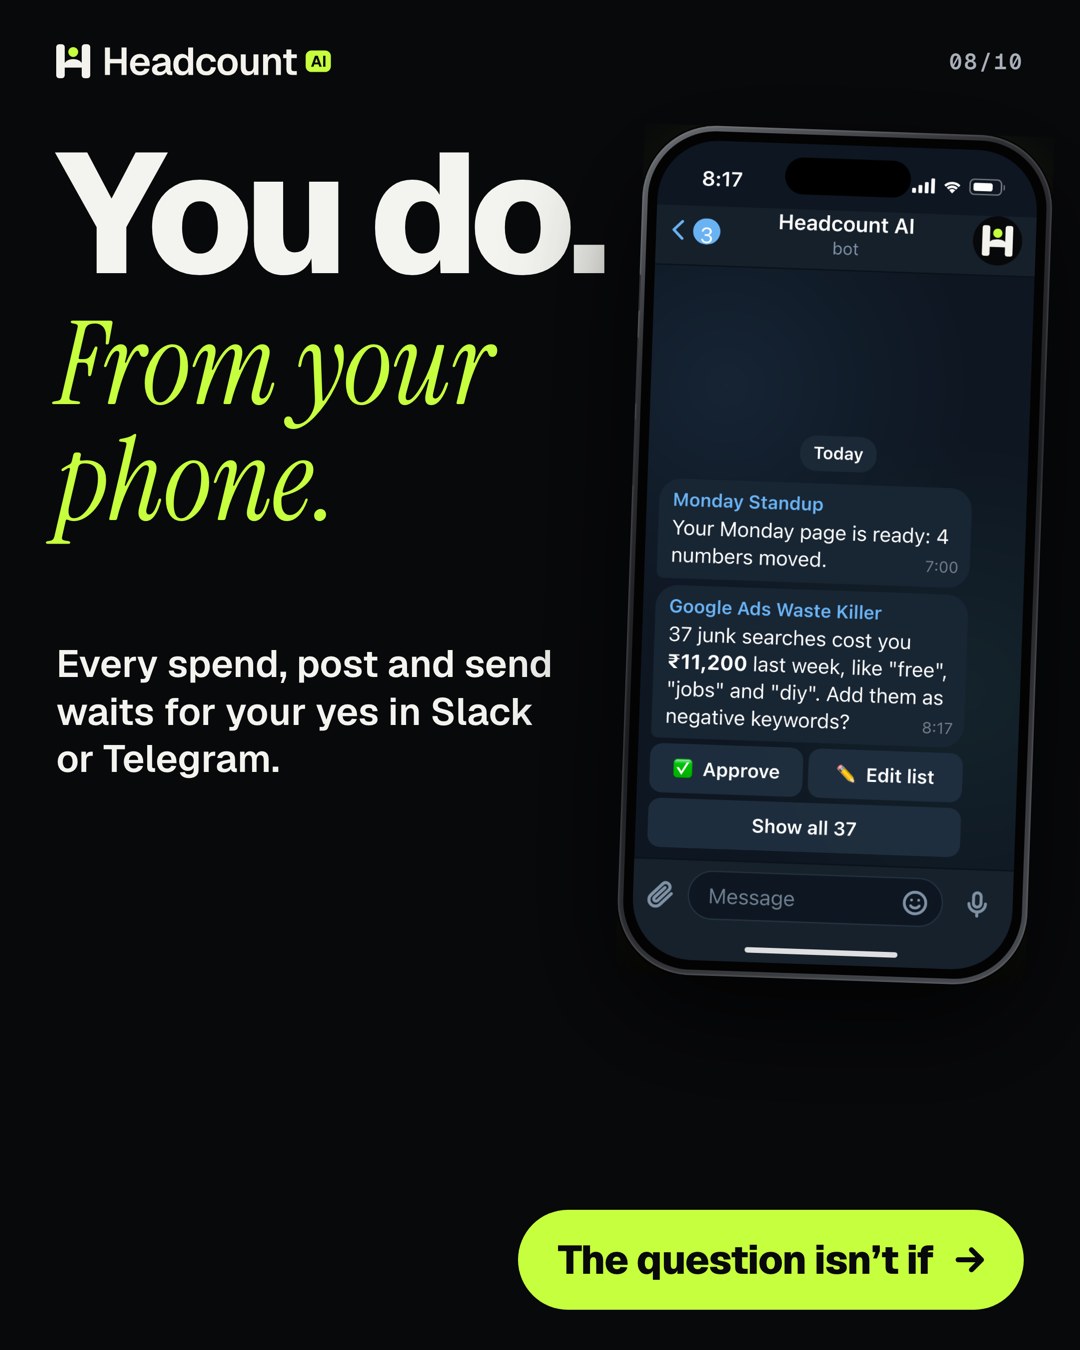 Headcount AI
08/10
You do.
From your
phone.
Every spend, post and send
waits for your yes in Slack
or Telegram.
8:17
3
Headcount AI
bot
Today
Monday Standup
Your Monday page is ready: 4
numbers moved.
7:00
Google Ads Waste Killer
37 junk searches cost you
₹11,200 last week, like "free",
"jobs" and "diy". Add them as
negative keywords?
8:17
✅ Approve
✏️ Edit list
Show all 37
Message
The question isn’t if →